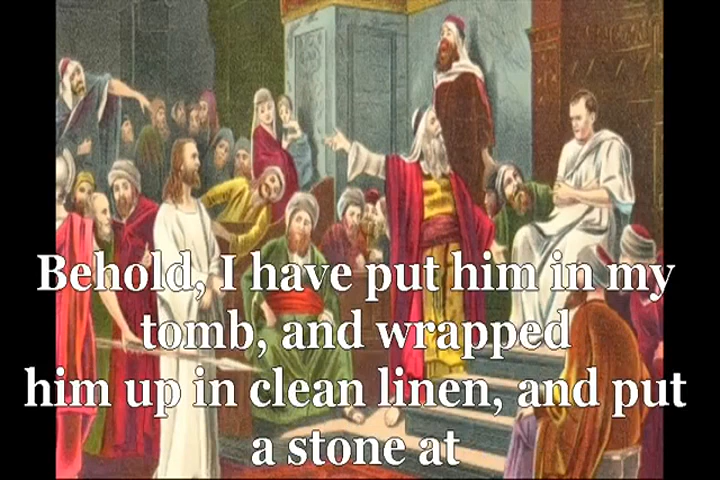 Behold, I have put him in my
tomb, and wrapped
him up in clean linen, and put
a stone at